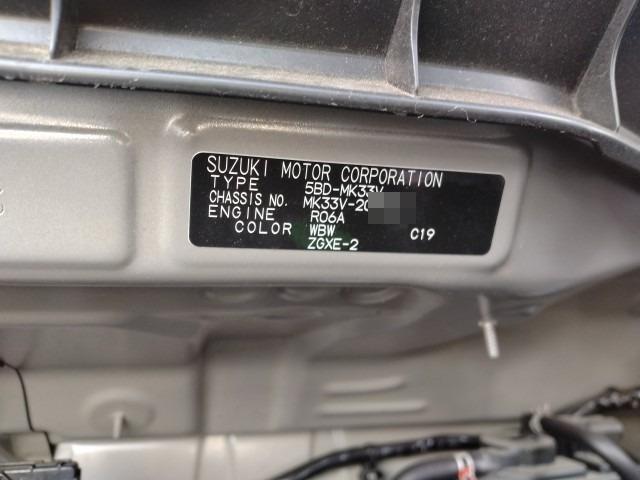 SUZUKI MOTOR CORPORATION
TYPE 5BD-MK33V
CHASSIS NO. MK33V-20
ENGINE R06A
COLOR WBW C19
ZGXE-2